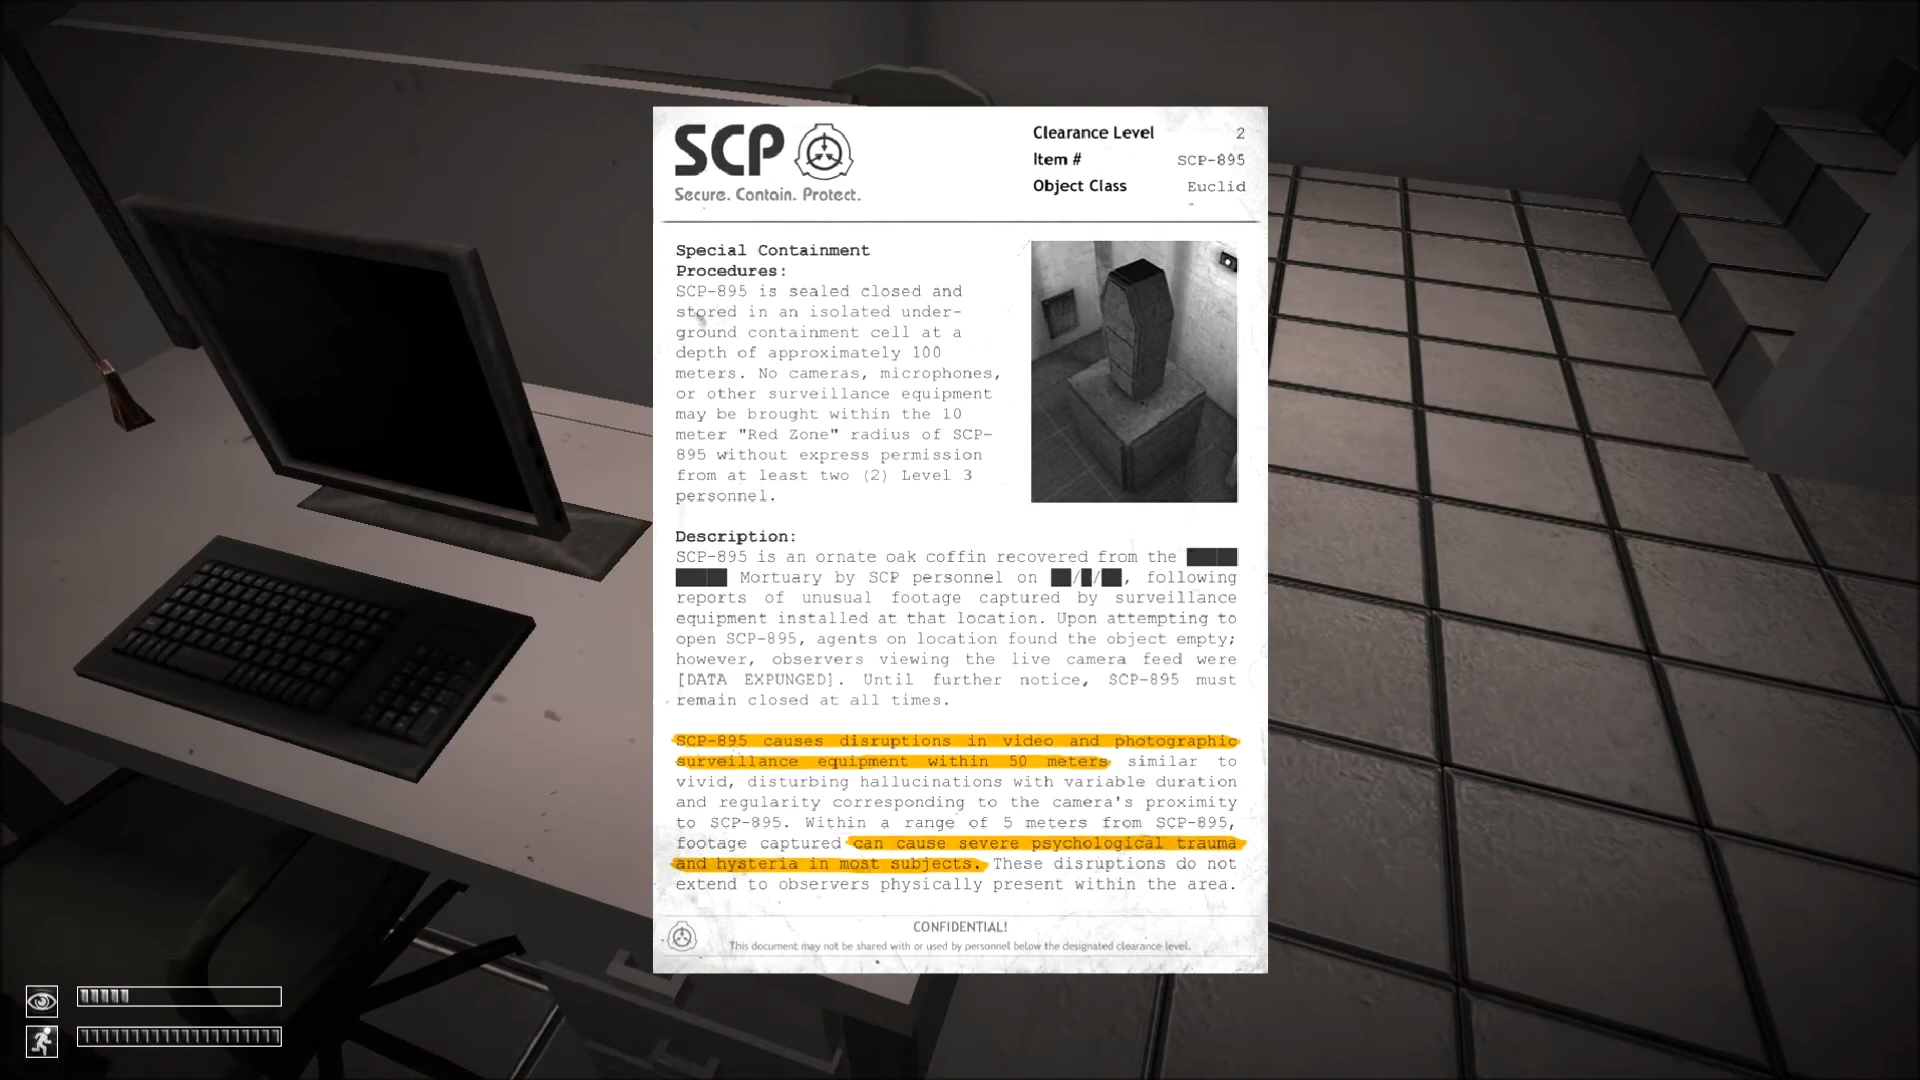 SCP
Secure. Contain. Protect.
Clearance Level 2
Item # SCP-895
Object Class Euclid
Special Containment
Procedures:
SCP-895 is sealed closed and
stored in an isolated under-
ground containment cell at a
depth of approximately 100
meters. No cameras, microphones,
or other surveillance equipment
may be brought within the 10
meter "Red Zone" radius of SCP-
895 without express permission
from at least two (2) Level 3
personnel.
Description:
SCP-895 is an ornate oak coffin recovered from the ████
████ Mortuary by SCP personnel on ██/█/██, following
reports of unusual footage captured by surveillance
equipment installed at that location. Upon attempting to
open SCP-895, agents on location found the object empty;
however, observers viewing the live camera feed were
[DATA EXPUNGED]. Until further notice, SCP-895 must
remain closed at all times.
SCP-895 causes disruptions in video and photographic
surveillance equipment within 50 meters similar to
vivid, disturbing hallucinations with variable duration
and regularity corresponding to the camera's proximity
to SCP-895. Within a range of 5 meters from SCP-895,
footage captured can cause severe psychological trauma
and hysteria in most subjects. These disruptions do not
extend to observers physically present within the area.
CONFIDENTIAL!
This document may not be shared with or used by personnel below the designated clearance level.